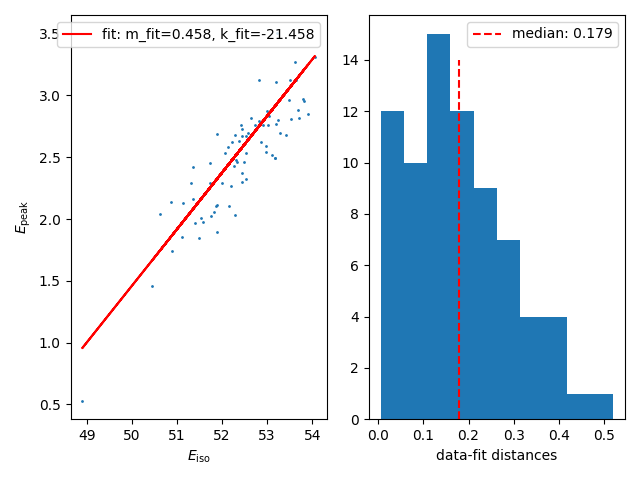 fit: m_fit=0.458, k_fit=-21.458
3.5
3.0
2.5
2.0
1.5
1.0
0.5
E_peak
49 50 51 52 53 54
E_iso
median: 0.179
14
12
10
8
6
4
2
0
0.0 0.1 0.2 0.3 0.4 0.5
data-fit distances